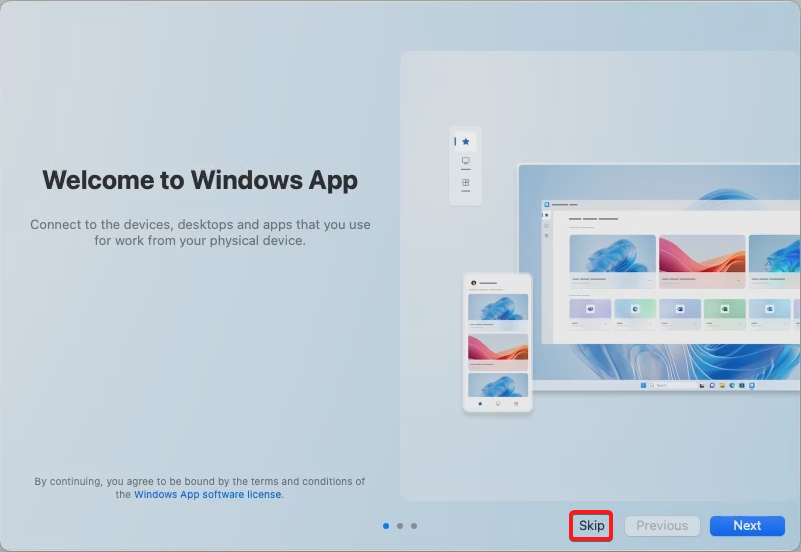 Welcome to Windows App
Connect to the devices, desktops and apps that you use
for work from your physical device.
By continuing, you agree to be bound by the terms and conditions of
the Windows App software license.
Skip
Previous
Next
Search